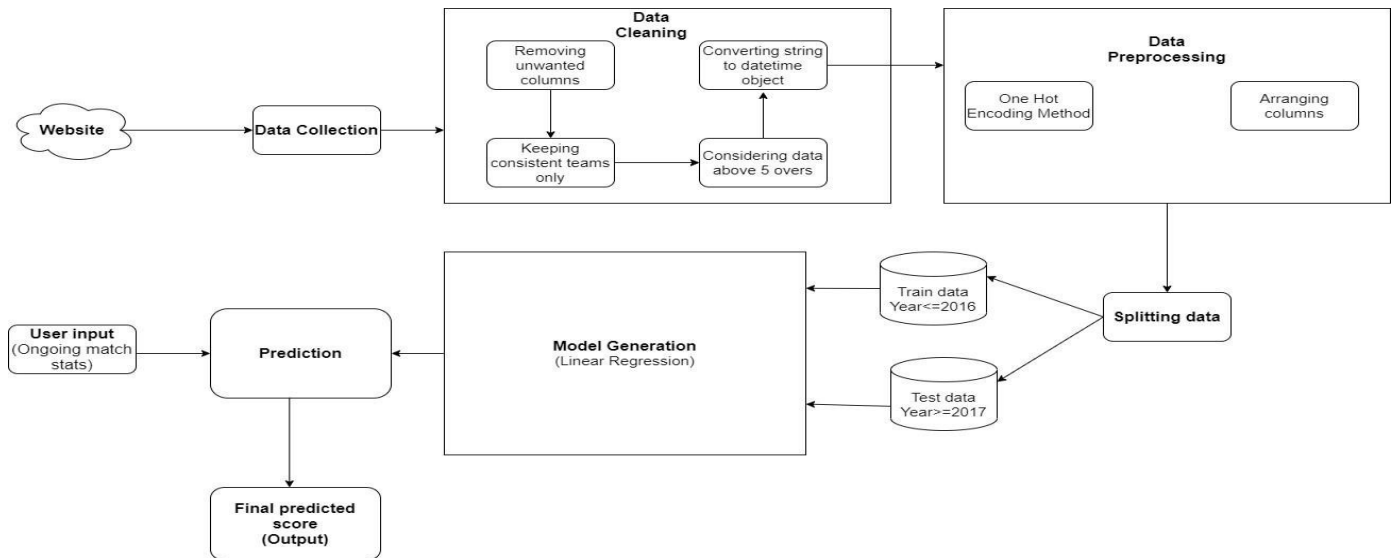 Data
Cleaning
Removing
unwanted
columns
Converting string
to datetime
object
Keeping
consistent teams
only
Considering data
above 5 overs
Website
Data Collection
Data
Preprocessing
One Hot
Encoding Method
Arranging
columns
Splitting data
Train data
Year<=2016
Test data
Year>=2017
Model Generation
(Linear Regression)
User input
(Ongoing match
stats)
Prediction
Final predicted
score
(Output)